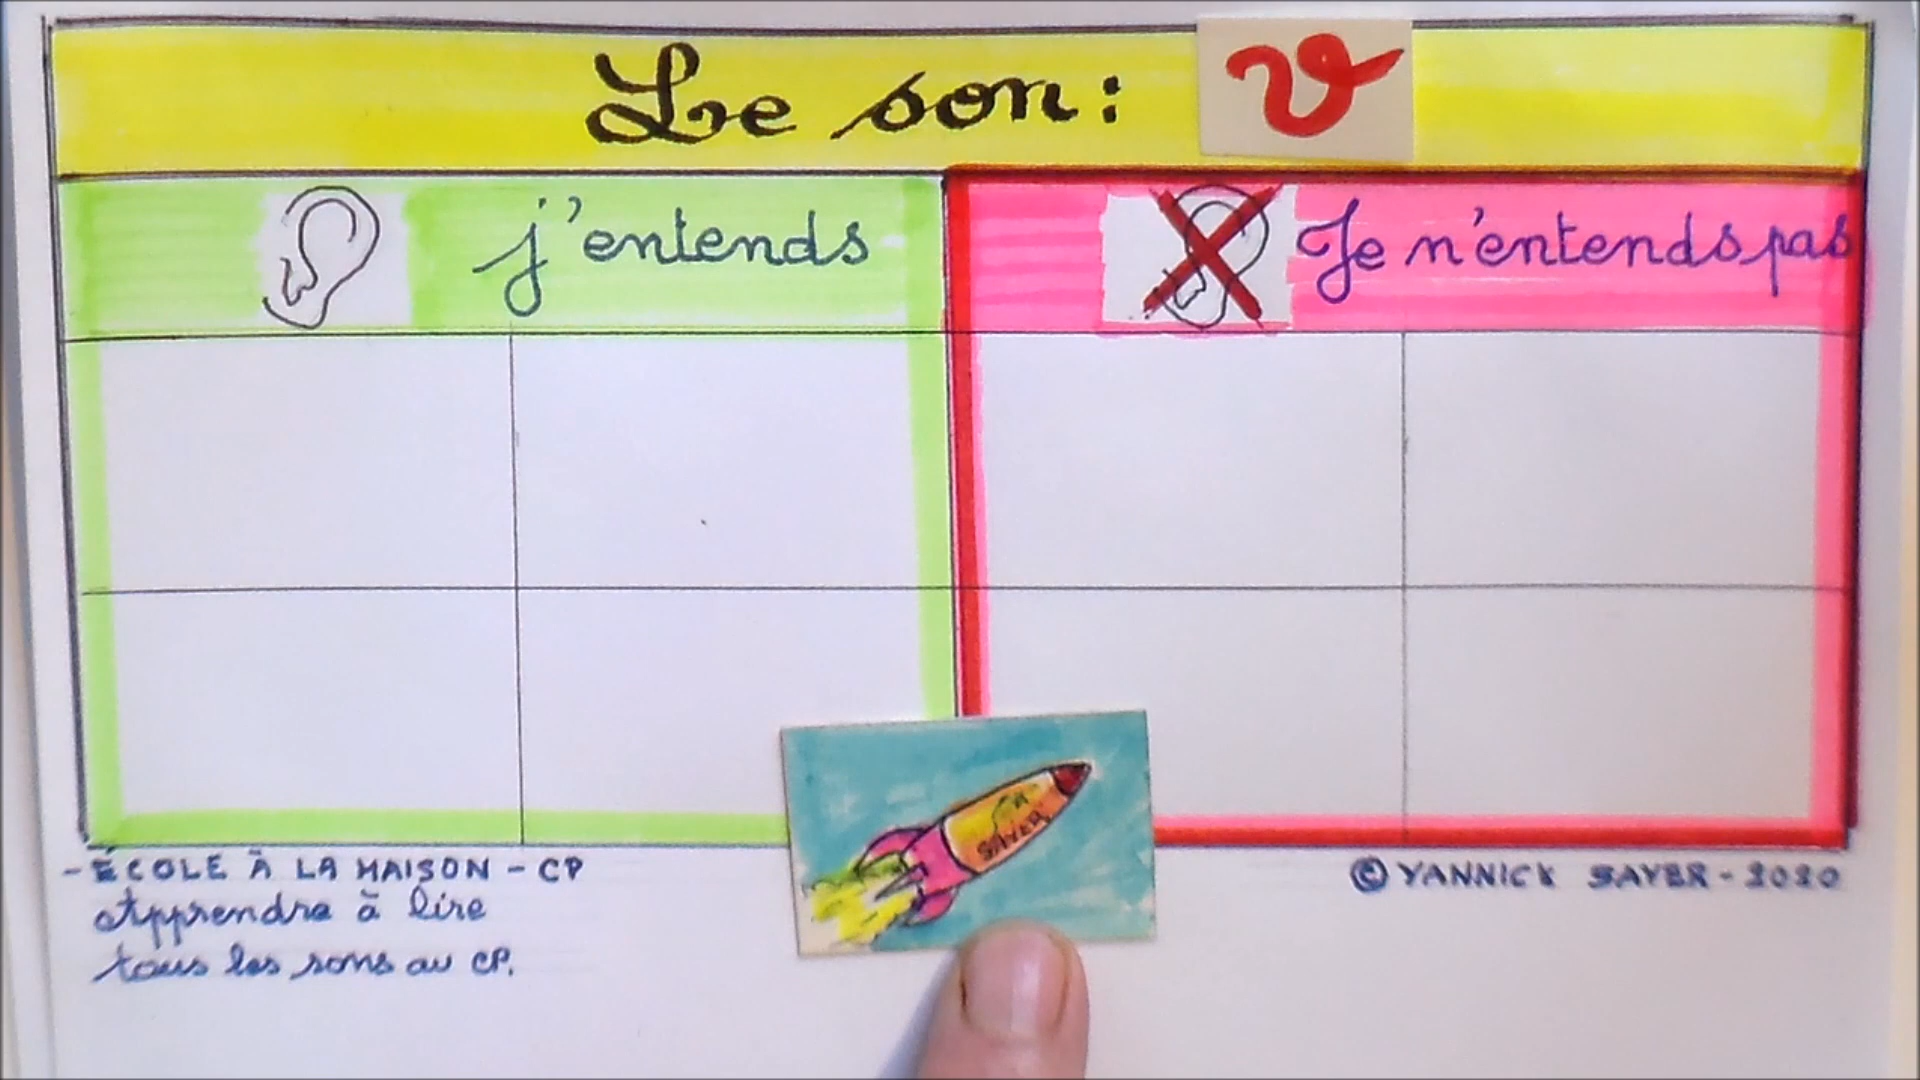 Le son : v
j'entends
Je n'entends pas
SAYER
- ÉCOLE À LA MAISON - CP
Apprendre à lire
tous les sons au CP.
© YANNICK SAYER - 2020